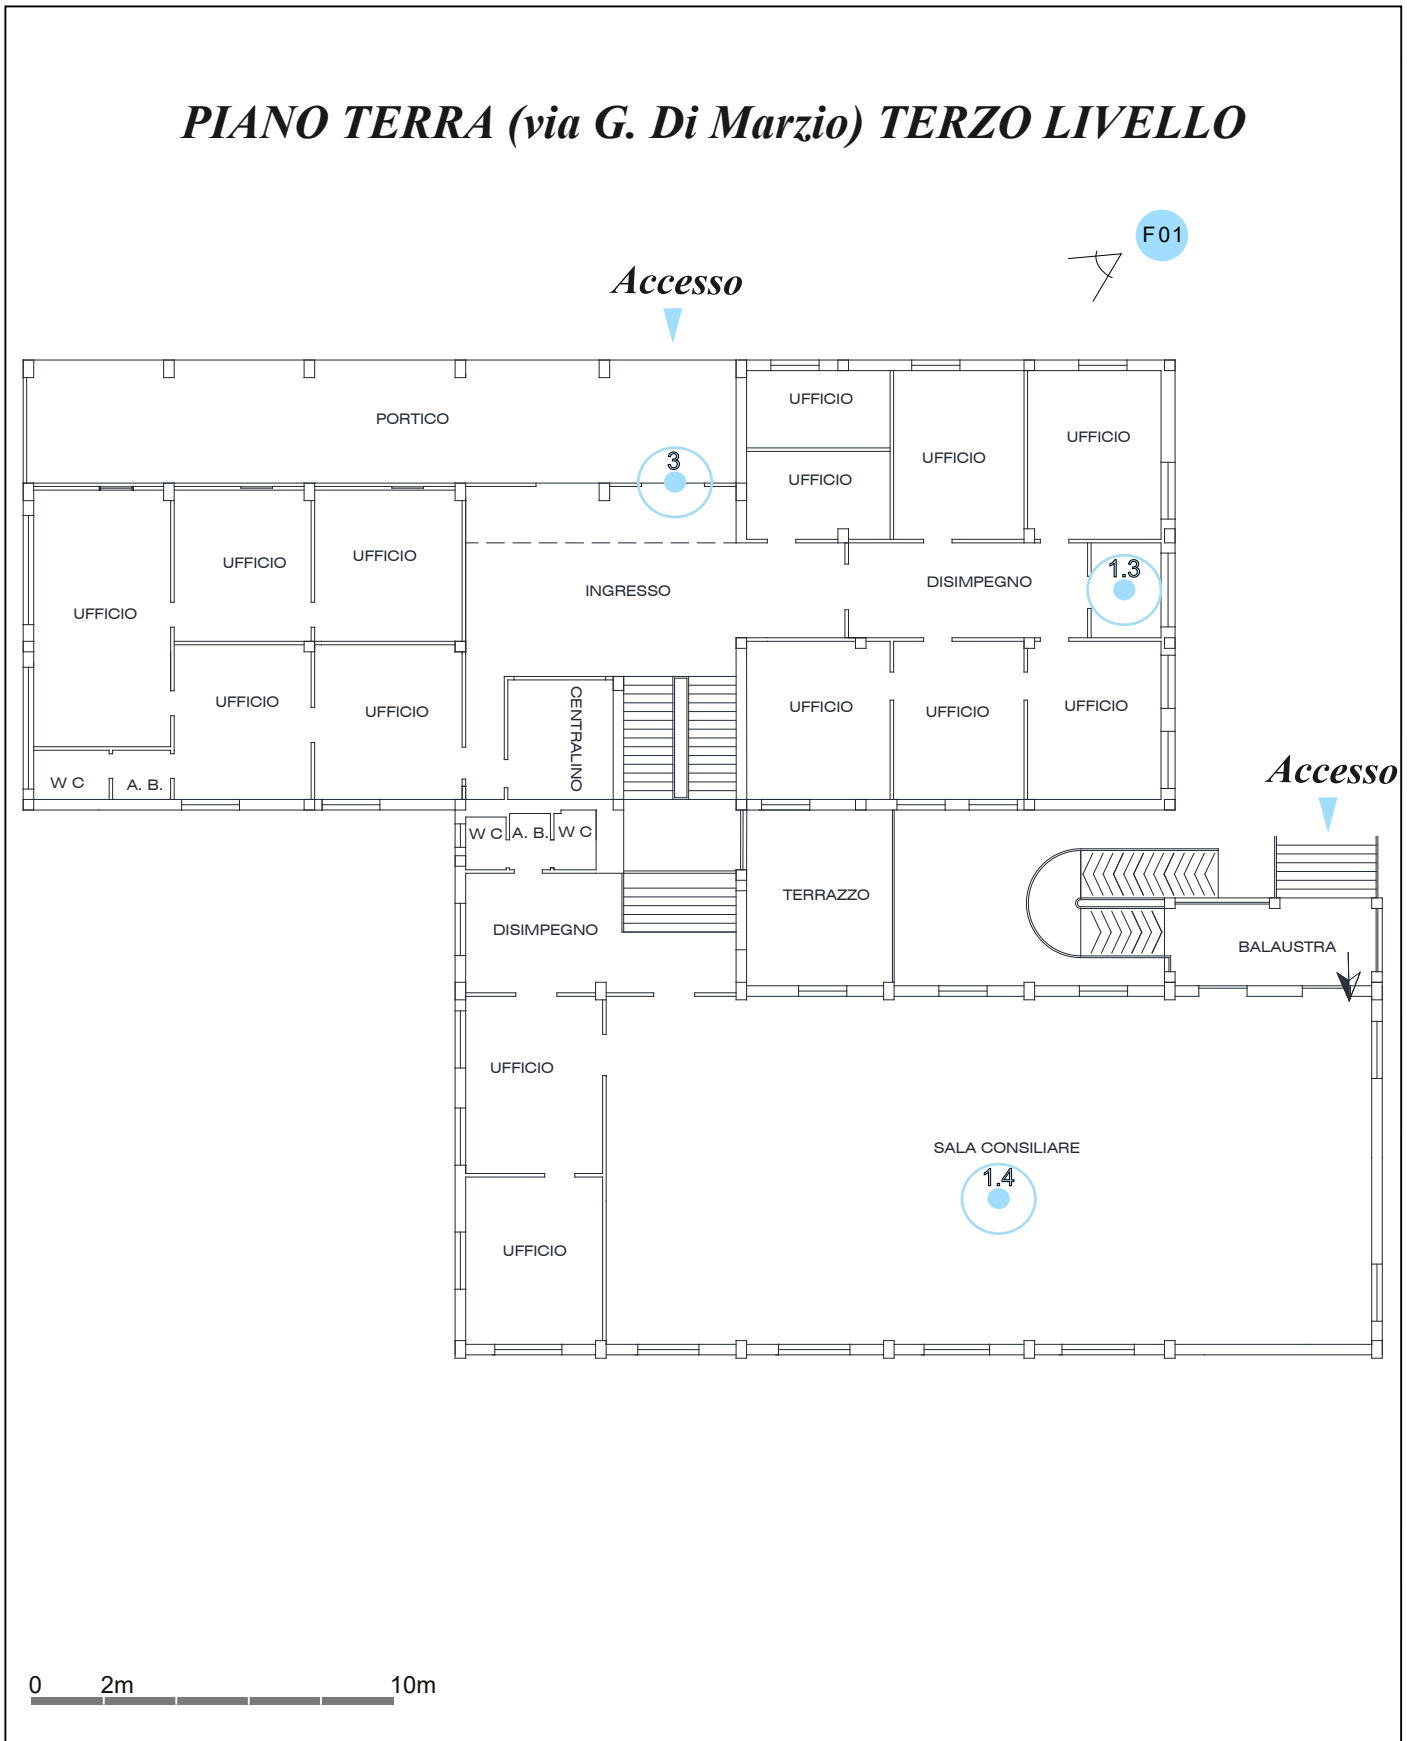 PIANO TERRA (via G. Di Marzio) TERZO LIVELLO
F01
Accesso
UFFICIO
PORTICO
UFFICIO
UFFICIO
3
UFFICIO
UFFICIO
UFFICIO
UFFICIO
1.3
DISIMPEGNO
INGRESSO
UFFICIO
UFFICIO
UFFICIO
CENTRALINO
UFFICIO
UFFICIO
UFFICIO
W C
A. B.
Accesso
W C
A. B.
W C
TERRAZZO
DISIMPEGNO
BALAUSTRA
UFFICIO
SALA CONSILIARE
1.4
UFFICIO
0 2m 10m